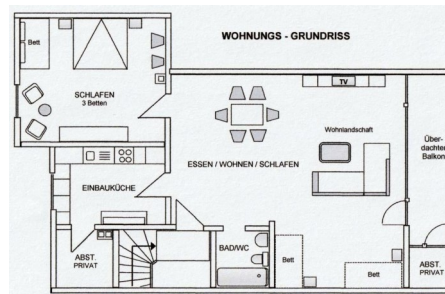 WOHNUNGS - GRUNDRISS
Bett
TV
SCHLAFEN
3 Betten
Wohnlandschaft
Über-
dachter
Balkon
ESSEN / WOHNEN / SCHLAFEN
EINBAUKÜCHE
BAD/WC
ABST.
PRIVAT
Bett
Bett
ABST.
PRIVAT